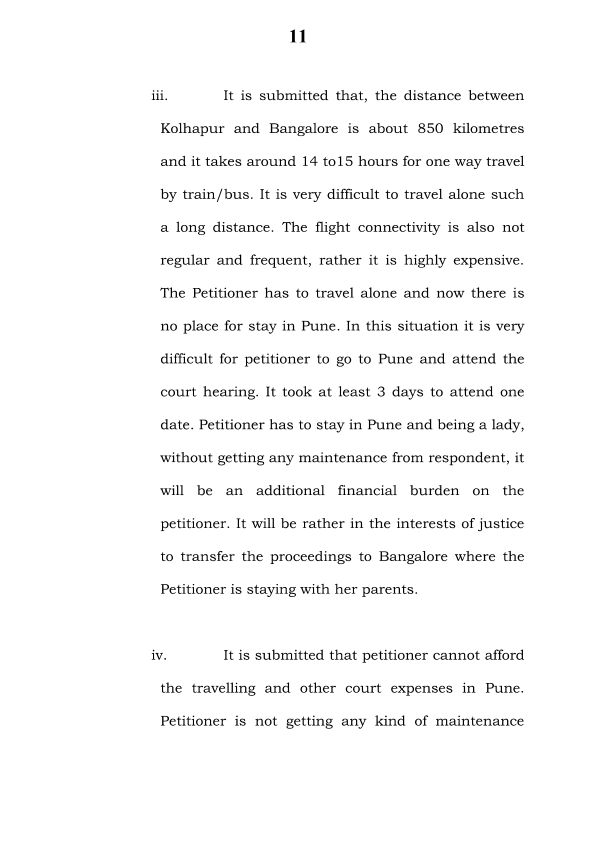 11
iii. It is submitted that, the distance between
Kolhapur and Bangalore is about 850 kilometres
and it takes around 14 to15 hours for one way travel
by train/bus. It is very difficult to travel alone such
a long distance. The flight connectivity is also not
regular and frequent, rather it is highly expensive.
The Petitioner has to travel alone and now there is
no place for stay in Pune. In this situation it is very
difficult for petitioner to go to Pune and attend the
court hearing. It took at least 3 days to attend one
date. Petitioner has to stay in Pune and being a lady,
without getting any maintenance from respondent, it
will be an additional financial burden on the
petitioner. It will be rather in the interests of justice
to transfer the proceedings to Bangalore where the
Petitioner is staying with her parents.
iv. It is submitted that petitioner cannot afford
the travelling and other court expenses in Pune.
Petitioner is not getting any kind of maintenance